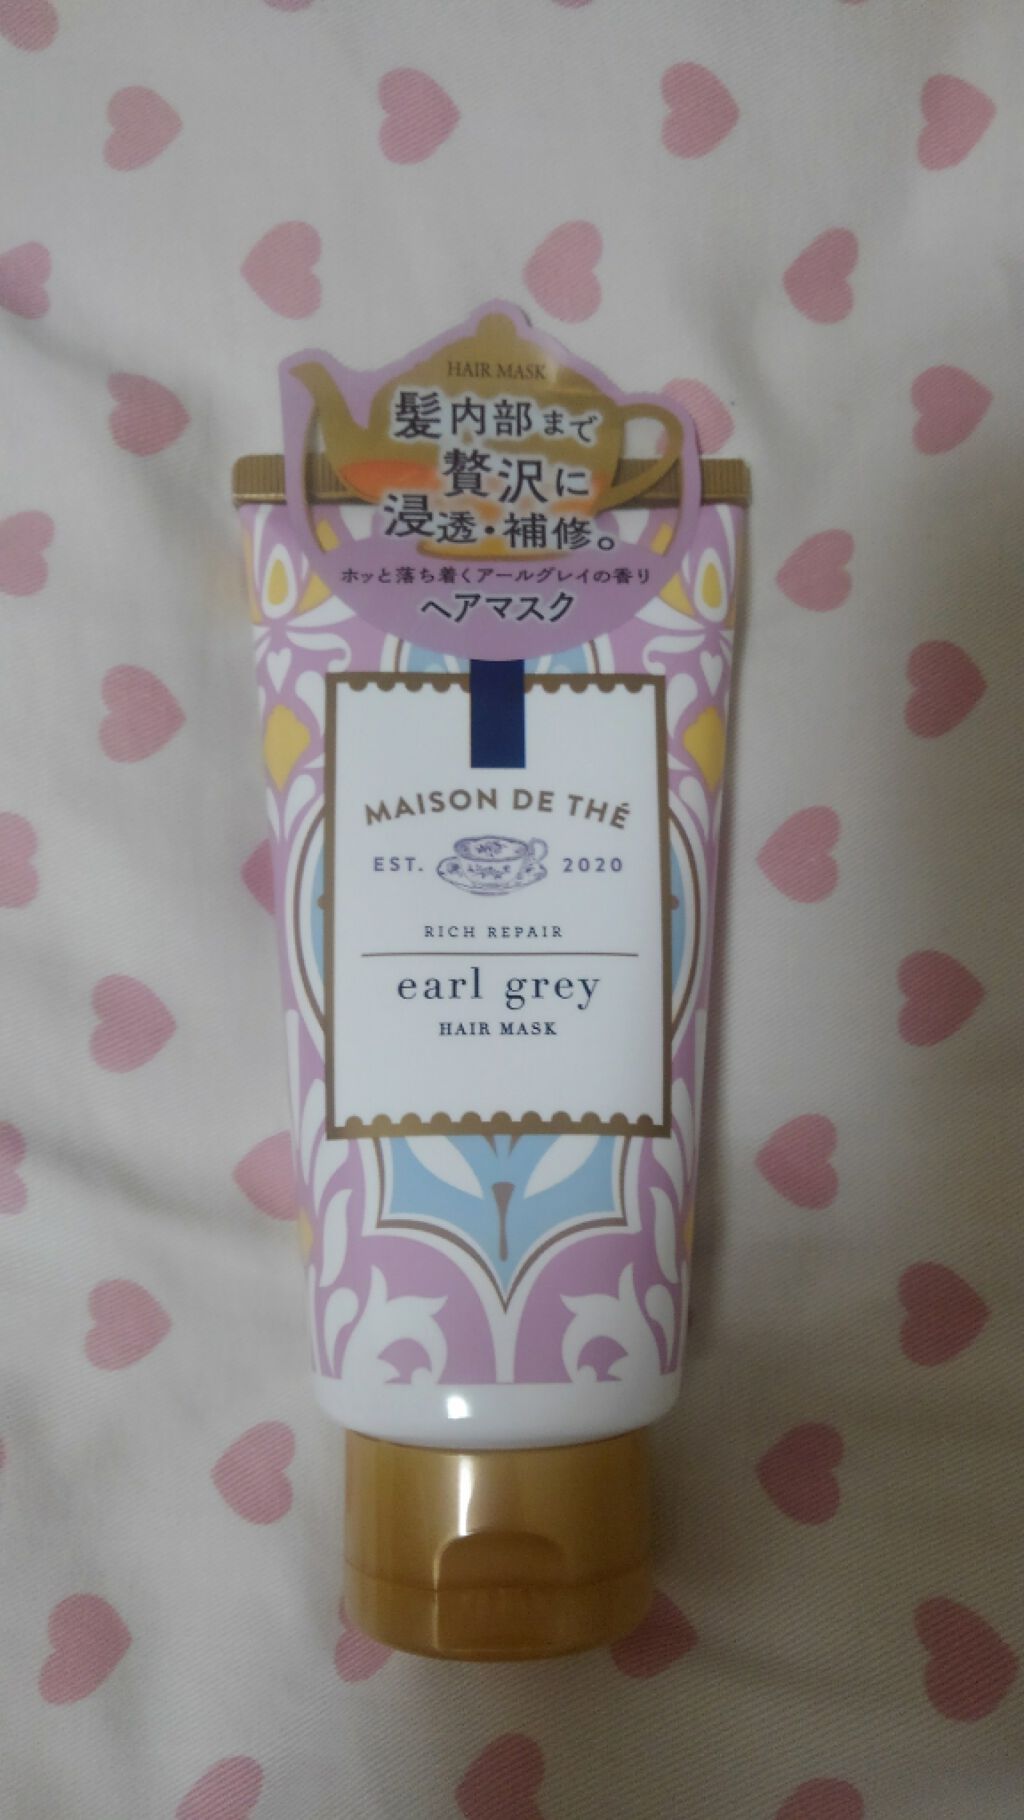 HAIR MASK
髪内部まで
贅沢に
浸透・補修。
ホッと落ち着くアールグレイの香り
ヘアマスク
MAISON DE THÉ
EST. 2020
RICH REPAIR
earl grey
HAIR MASK